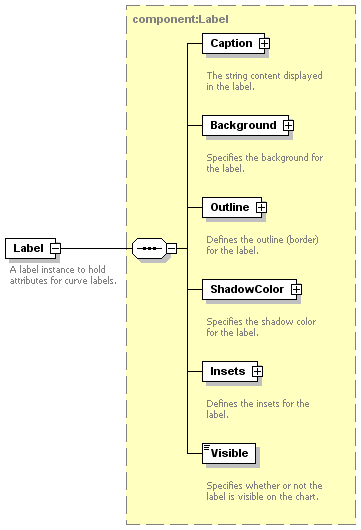 component:Label
Caption
The string content displayed
in the label.
Background
Specifies the background for
the label.
Outline
Defines the outline (border)
for the label.
Label
A label instance to hold
attributes for curve labels.
ShadowColor
Specifies the shadow color
for the label.
Insets
Defines the insets for the
label.
Visible
Specifies whether or not the
label is visible on the chart.